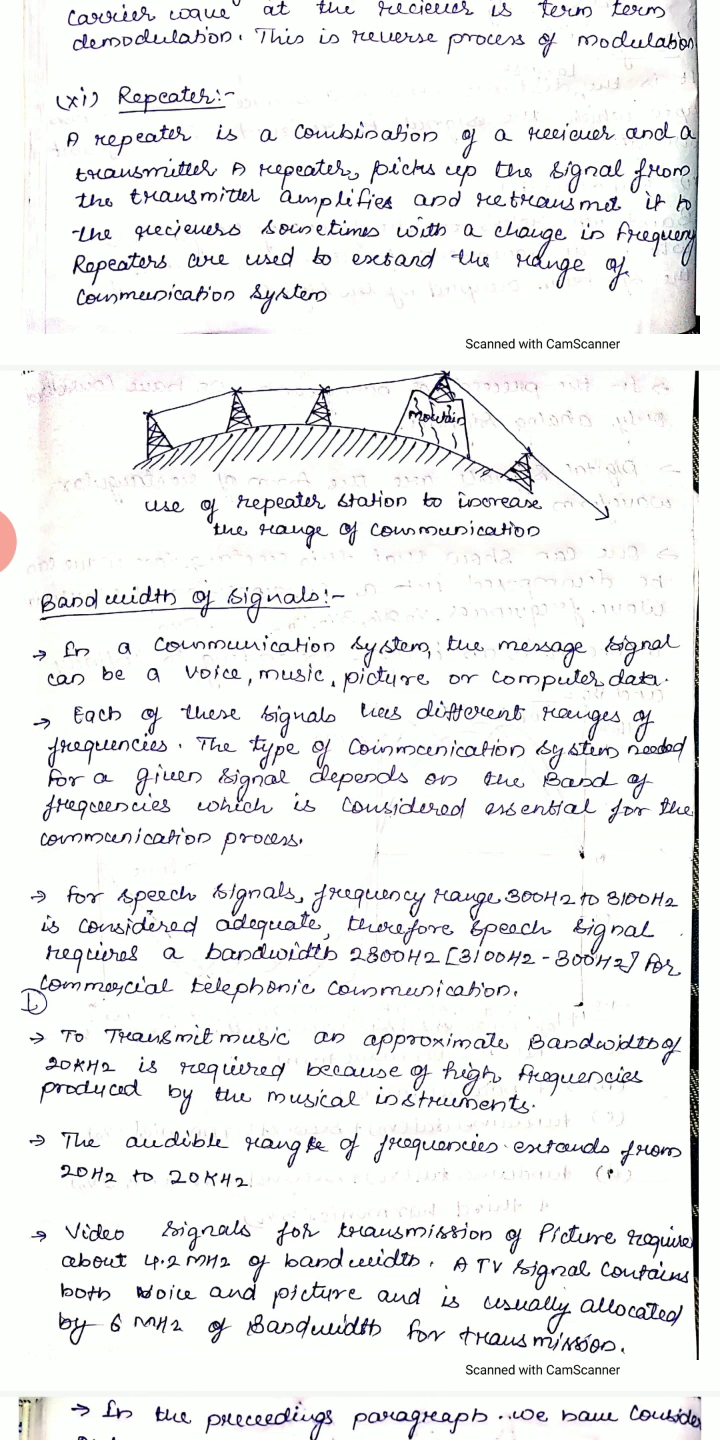 carrier wave" at the reciever is term term
demodulation. This is reverse process of modulation
(xi) Repeater:-
A repeater is a combination of a reciever and a
transmitter A repeater, picks up the signal from
the transmitter amplifies and retransmit it to
the recievers sometimes with a change in frequency
Repeaters are used to extand the range of
communication system
Scanned with CamScanner
mountain
use of repeater station to increase
the range of communication
Bandwidth of signals:-
→ In a communication system, the message signal
can be a voice, music, picture or computer data.
→ Each of these signals has different ranges of
frequencies. The type of communication system needed
for a given signal depends on the Band of
frequencies which is considered essential for the
communication process.
→ for speech signals, frequency range 300Hz to 3100Hz
is considered adequate, therefore speech signal
requires a bandwidth 2800Hz [3100Hz - 300Hz] for
commercial telephonic communication.
→ To Transmit music an approximate Bandwidth of
20KHz is required because of high frequencies
produced by the musical instruments.
→ The audible range of frequencies extands from
20Hz to 20KHz
→ Video signals for transmission of Picture require
about 4.2 MHz of bandwidth. A TV signal contains
both voice and picture and is usually allocated
by 6 MHz of Bandwidth for transmission.
Scanned with CamScanner
→ In the preceedings paragraph .. we have conside